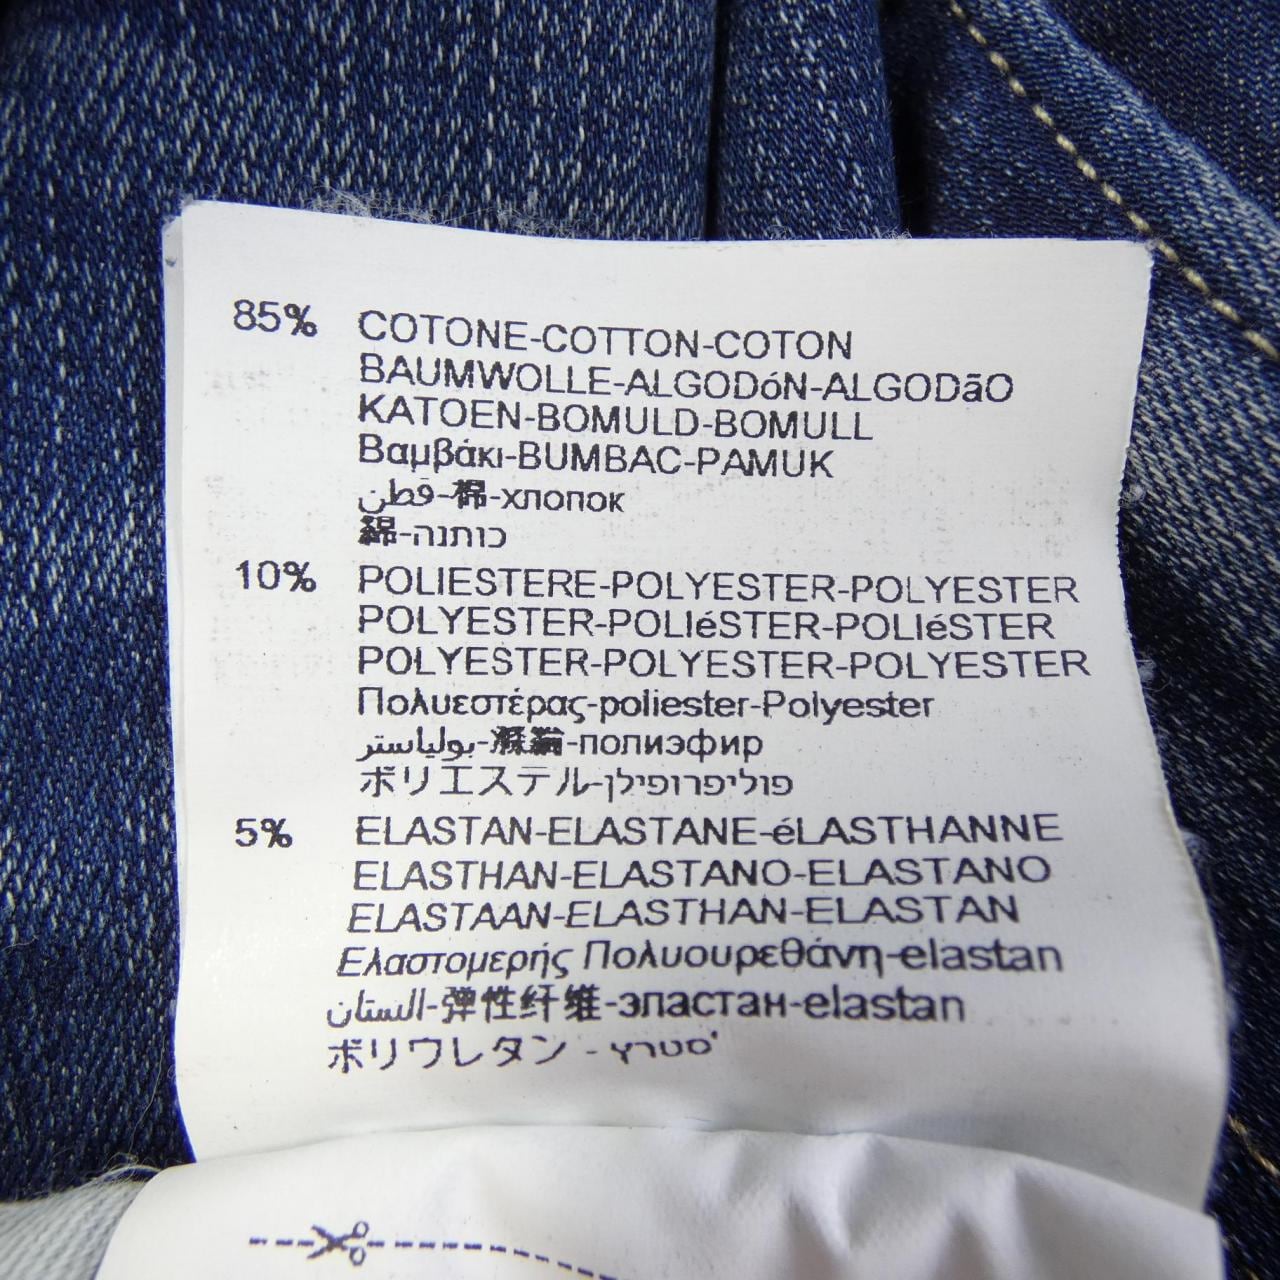 85% COTONE-COTTON-COTON
BAUMWOLLE-ALGODóN-ALGODãO
KATOEN-BOMULD-BOMULL
Βαμβάκι-BUMBAC-PAMUK
قطن-棉-хлопок
綿-כותנה
10% POLIESTERE-POLYESTER-POLYESTER
POLYESTER-POLIéSTER-POLIéSTER
POLYESTER-POLYESTER-POLYESTER
Πολυεστέρας-poliester-Polyester
بولياستر-полиэфир
ポリエステル-פוליפרופילן
5% ELASTAN-ELASTANE-éLASTHANNE
ELASTHAN-ELASTANO-ELASTANO
ELASTAAN-ELASTHAN-ELASTAN
Ελαστομερής Πολυουρεθάνη-elastan
الستان-弹性纤维-эластан-elastan
ポリウレタン - סטרץ'